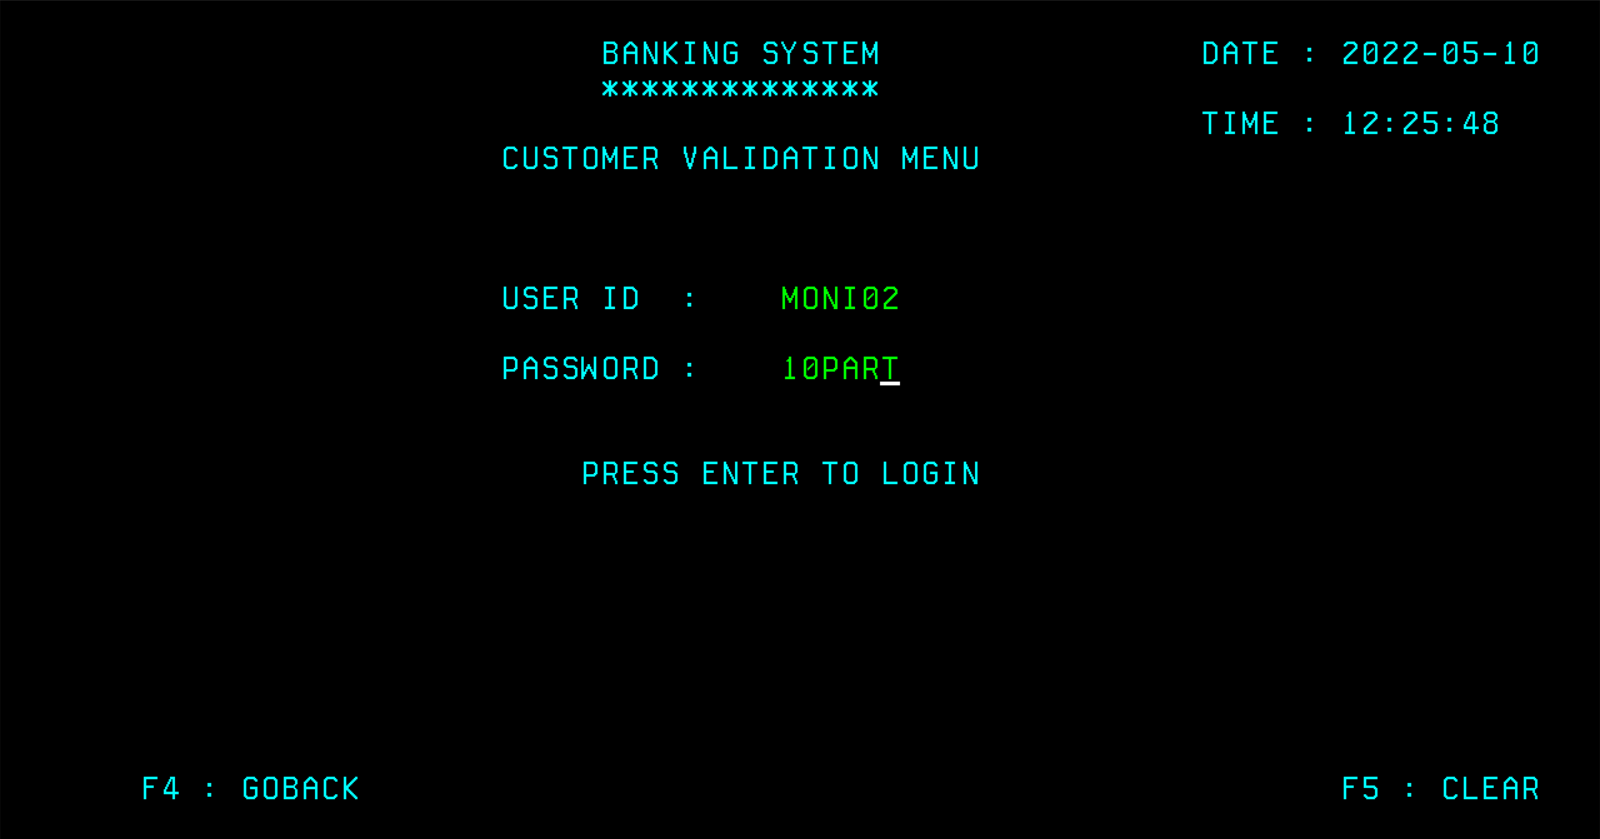 BANKING SYSTEM DATE : 2022-05-10
**************
TIME : 12:25:48
CUSTOMER VALIDATION MENU
USER ID : MONI02
PASSWORD : 10PART
PRESS ENTER TO LOGIN
F4 : GOBACK F5 : CLEAR